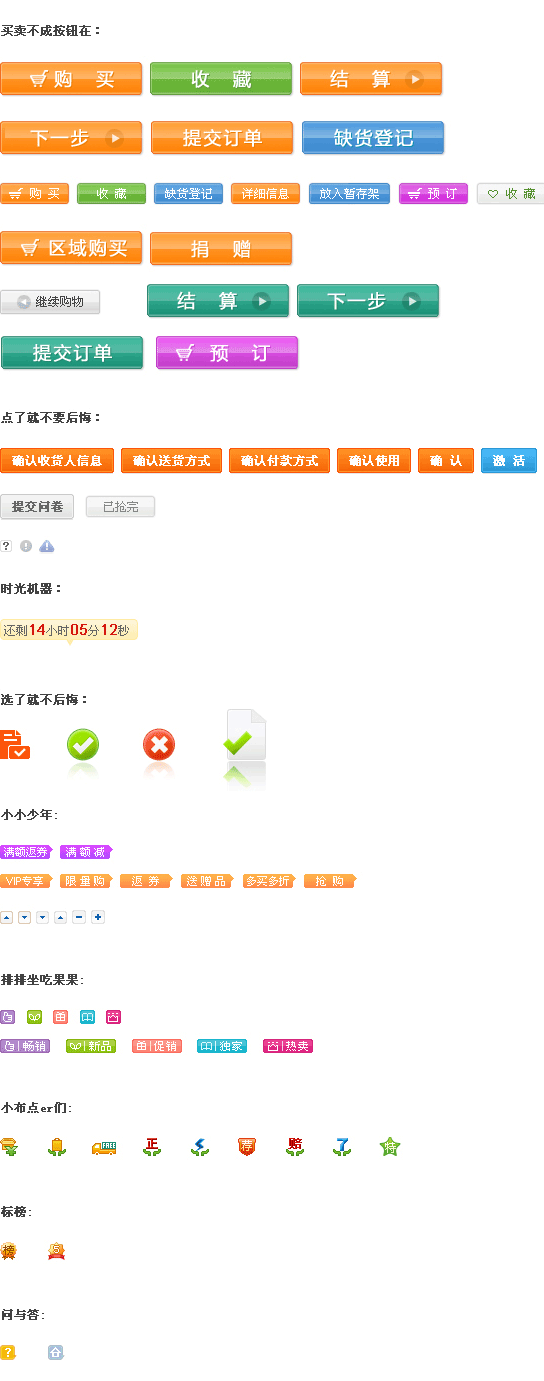 买卖不成按钮在：
购 买 收 藏 结 算
下一步 提交订单 缺货登记
购 买 收 藏 缺货登记 详细信息 放入暂存架 预 订 收 藏
区域购买 捐 赠
继续购物 结 算 下一步
提交订单 预 订
点了就不要后悔：
确认收货人信息 确认送货方式 确认付款方式 确认使用 确 认 激 活
提交问卷 已抢完
? ! !
时光机器：
还剩14小时05分12秒
选了就不后悔：
小小少年:
满额返券 满 额 减
VIP专享 限 量 购 返 券 送 赠 品 多买多折 抢 购
排排坐吃果果:
畅销 新品 促销 独家 热卖
小布点er们:
FREE 正 荐 赔 7 特
标榜:
榜 5
问与答:
?